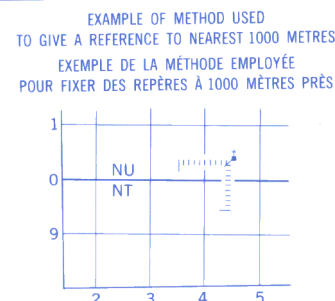 EXAMPLE OF METHOD USED
TO GIVE A REFERENCE TO NEAREST 1000 METRES
EXEMPLE DE LA MÉTHODE EMPLOYÉE
POUR FIXER DES REPÈRES À 1000 MÈTRES PRÈS
1
NU
0
NT
9
2 3 4 5